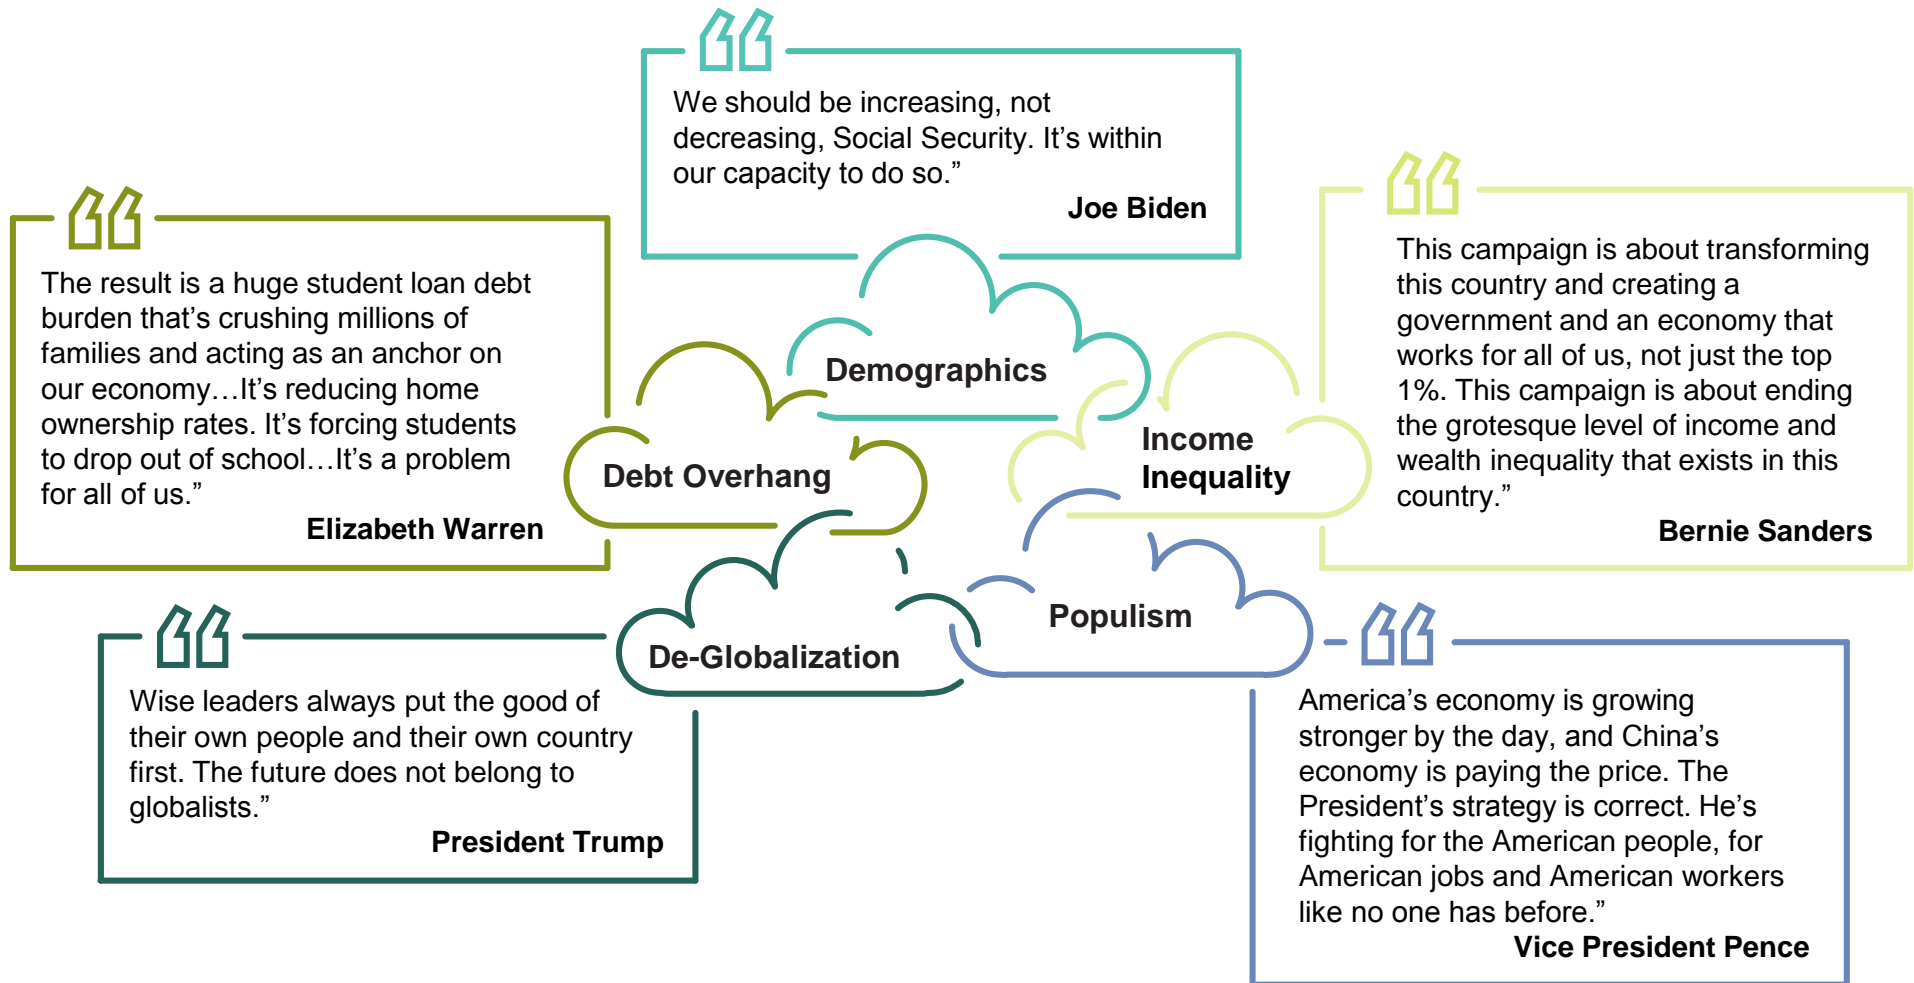 We should be increasing, not
decreasing, Social Security. It’s within
our capacity to do so.”
Joe Biden
The result is a huge student loan debt
burden that’s crushing millions of
families and acting as an anchor on
our economy…It’s reducing home
ownership rates. It’s forcing students
to drop out of school…It’s a problem
for all of us.”
Elizabeth Warren
This campaign is about transforming
this country and creating a
government and an economy that
works for all of us, not just the top
1%. This campaign is about ending
the grotesque level of income and
wealth inequality that exists in this
country.”
Bernie Sanders
Demographics
Debt Overhang
Income
Inequality
De-Globalization
Populism
Wise leaders always put the good of
their own people and their own country
first. The future does not belong to
globalists.”
President Trump
America’s economy is growing
stronger by the day, and China’s
economy is paying the price. The
President’s strategy is correct. He’s
fighting for the American people, for
American jobs and American workers
like no one has before.”
Vice President Pence